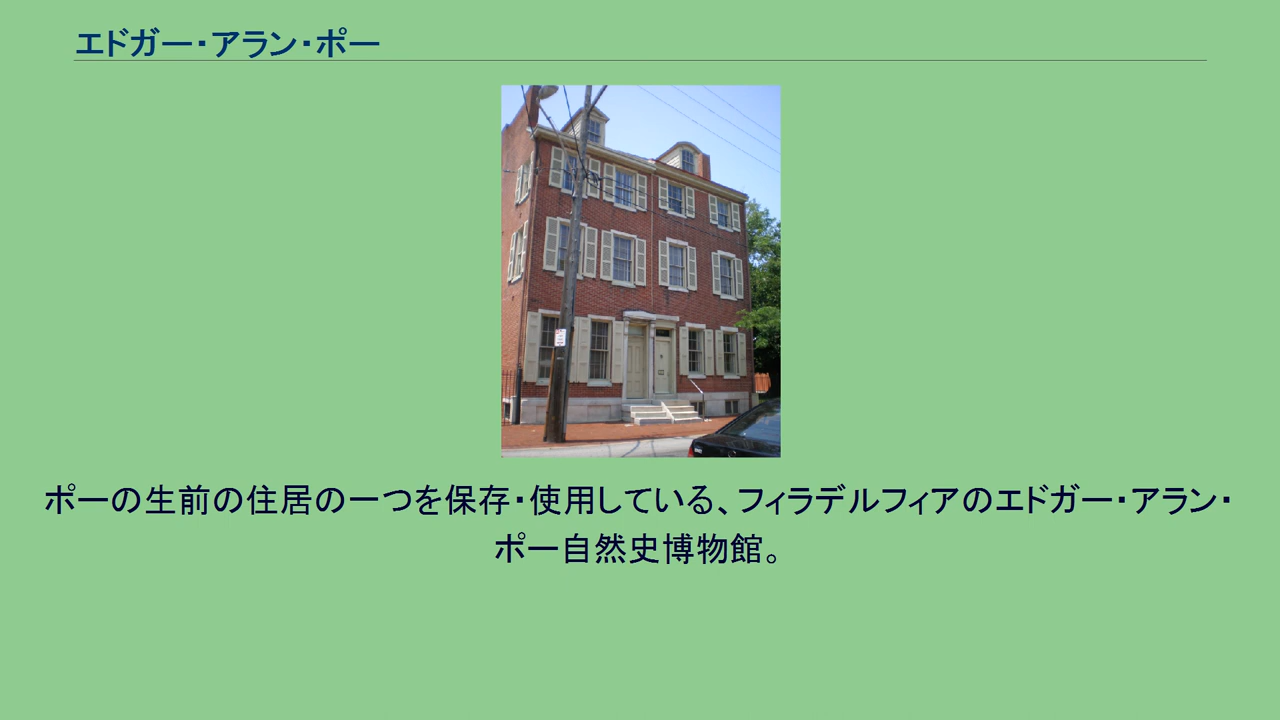 エドガー・アラン・ポー
ポーの生前の住居の一つを保存・使用している、フィラデルフィアのエドガー・アラン・
ポー自然史博物館。